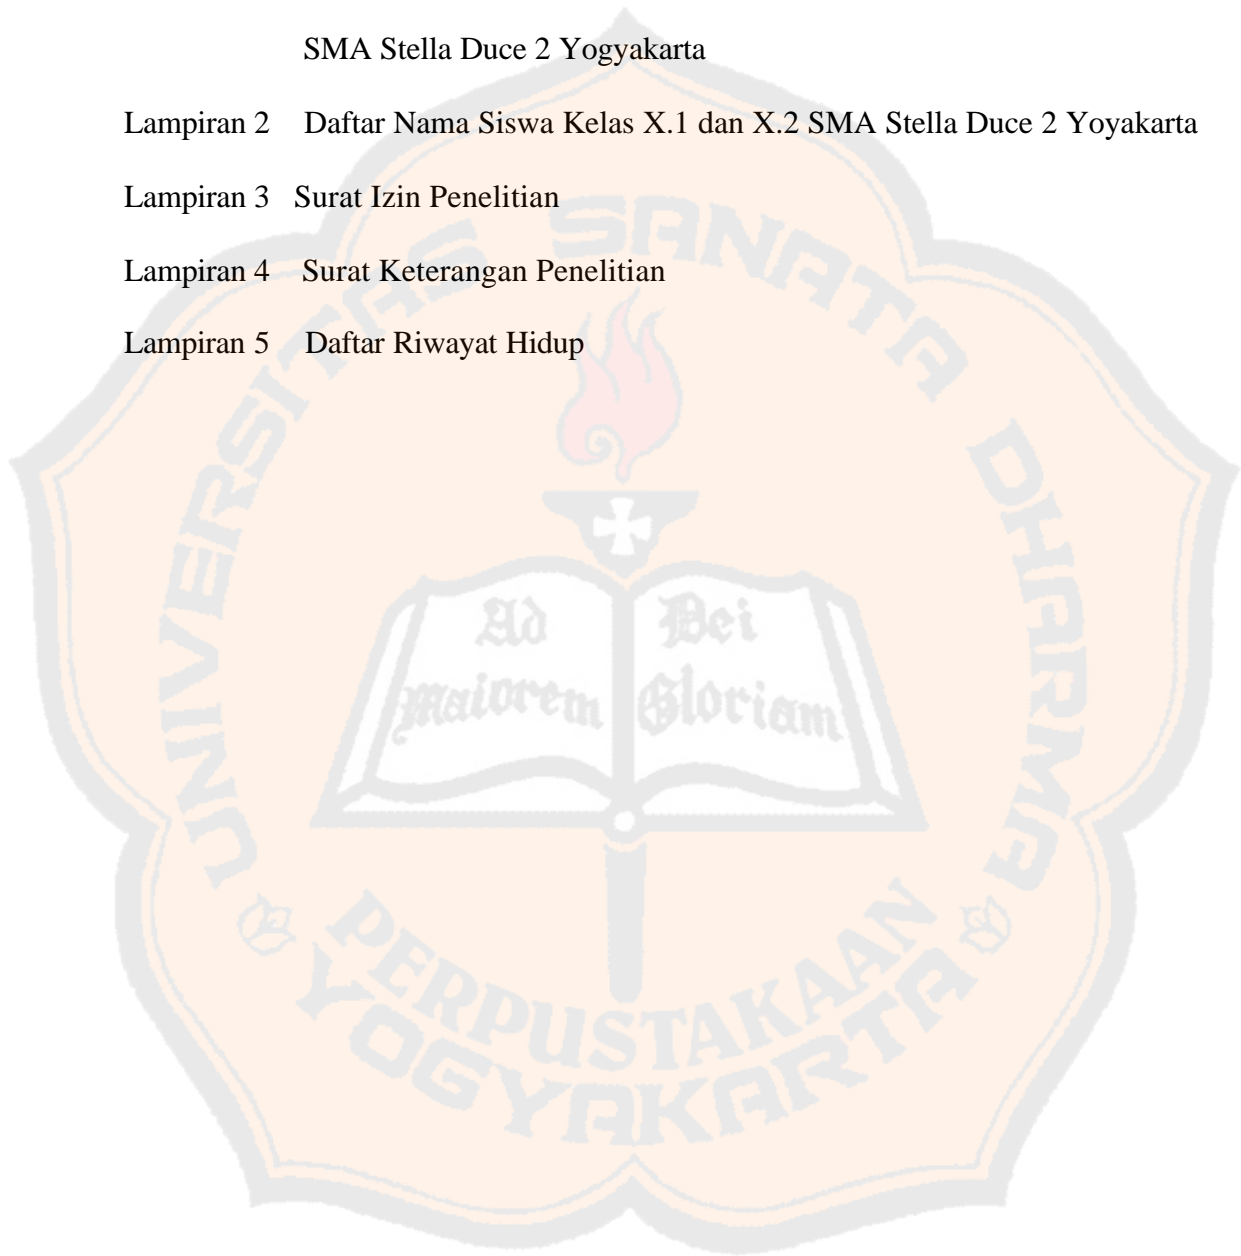 SMA Stella Duce 2 Yogyakarta
Lampiran 2 Daftar Nama Siswa Kelas X.1 dan X.2 SMA Stella Duce 2 Yoyakarta
Lampiran 3 Surat Izin Penelitian
Lampiran 4 Surat Keterangan Penelitian
Lampiran 5 Daftar Riwayat Hidup
UNIVERSITAS SANATA DHARMA
Ad Dei
maiorem Gloriam
PERPUSTAKAAN
YOGYAKARTA